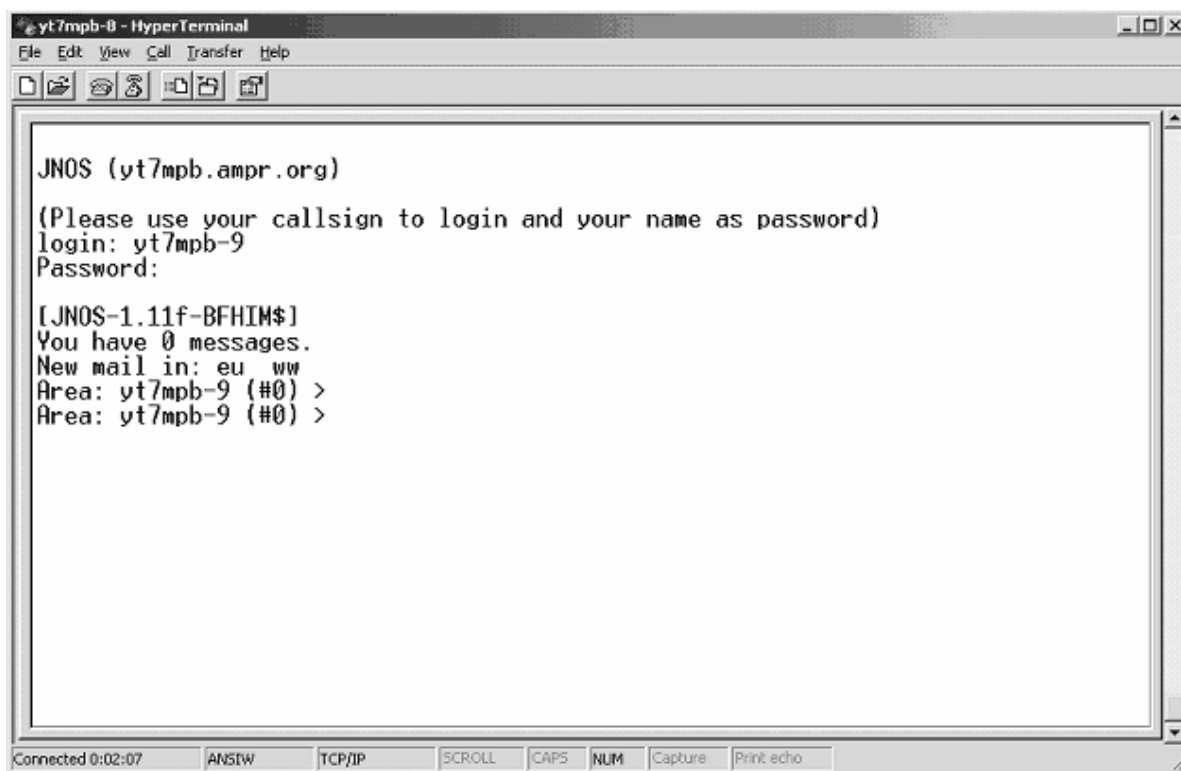 yt7mpb-8 - HyperTerminal
File Edit View Call Transfer Help
JNOS (yt7mpb.ampr.org)
(Please use your callsign to login and your name as password)
login: yt7mpb-9
Password:
[JNOS-1.11f-BFHIM$]
You have 0 messages.
New mail in: eu  ww
Area: yt7mpb-9 (#0) >
Area: yt7mpb-9 (#0) >
Connected 0:02:07 ANSIW TCP/IP SCROLL CAPS NUM Capture Print echo